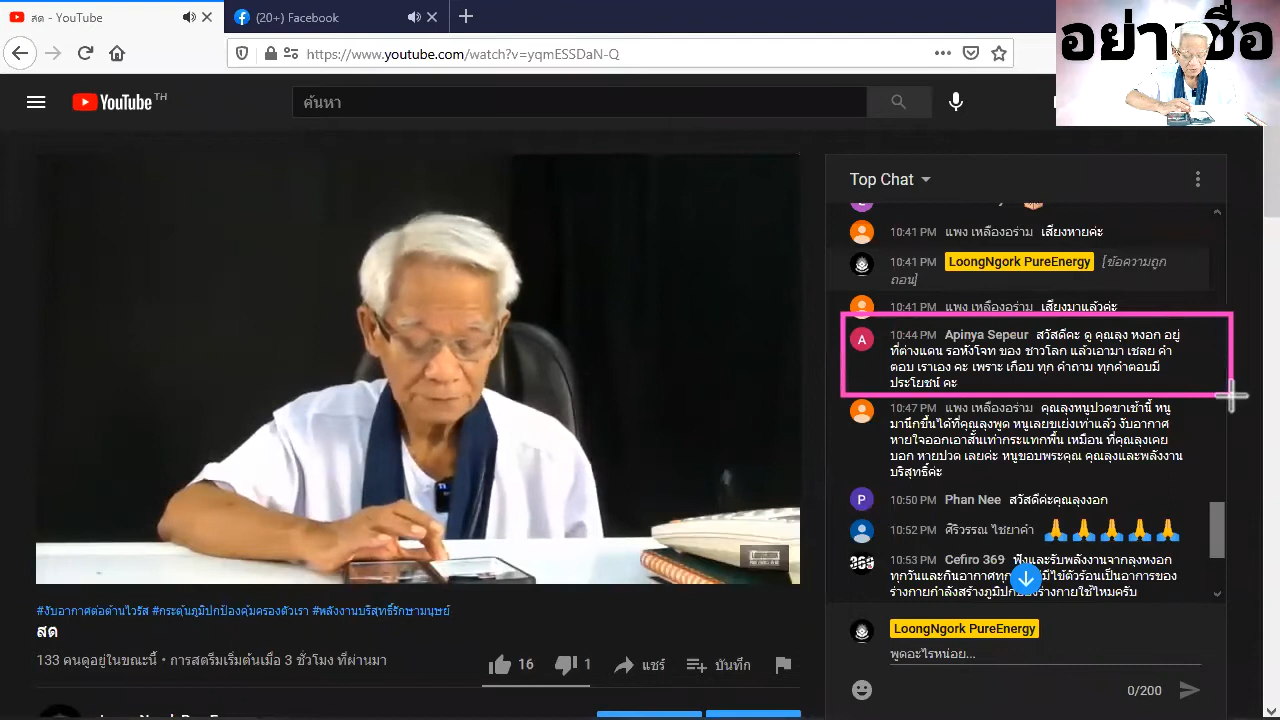 สด - YouTube
(20+) Facebook
https://www.youtube.com/watch?v=yqmESSDaN-Q
YouTube TH
ค้นหา
Top Chat
10:41 PM แพง เหลืองอร่าม เสียงหายค่ะ
10:41 PM LoongNgork PureEnergy [ข้อความถูก
ถอน]
10:41 PM แพง เหลืองอร่าม เสียงมาแล้วค่ะ
10:44 PM Apinya Sepeur สวัสดีคะ ดู คุณลุง หงอก อยู่
ที่ต่างแดน รอหังโจท ของ ชาวโลก แล้วเอามา เชลย คำ
ตอบ เราเอง คะ เพราะ เกือบ ทุก คำถาม ทุกคำตอบมี
ประโยชน์ คะ
10:47 PM แพง เหลืองอร่าม คุณลุงหนูปวดขาเช้านี้ หนู
มานึกขึ้นได้ที่คุณลุงพูด หนูเลยขเย่งเท่าแล้ว งับอากาศ
หายใจออกเอาสั้นเท่ากระแทกพื้น เหมือน ที่คุณลุงเคย
บอก หายปวด เลยค่ะ หนูขอบพระคุณ คุณลุงและพลังงาน
บริสุทธิ์ค่ะ
10:50 PM Phan Nee สวัสดีค่ะคุณลุงงอก
10:52 PM ศิริวรรณ ไชยาคำ
10:53 PM Cefiro 369 ฟังและรับพลังงานจากลุงหงอก
ทุกวันและกินอากาศทุก มีไข้ตัวร้อนเป็นอาการของ
ร่างกายกำลังสร้างภูมิปก ร่างกายใช้ไหมครับ
LoongNgork PureEnergy
พูดอะไรหน่อย...
0/200
#งับอากาศต่อต้านไวรัส #กระตุ้นภูมิปกป้องคุ้มครองตัวเรา #พลังงานบริสุทธิ์รักษามนุษย์
สด
133 คนดูอยู่ในขณะนี้ • การสตรีมเริ่มต้นเมื่อ 3 ชั่วโมง ที่ผ่านมา
16
1
แชร์
บันทึก